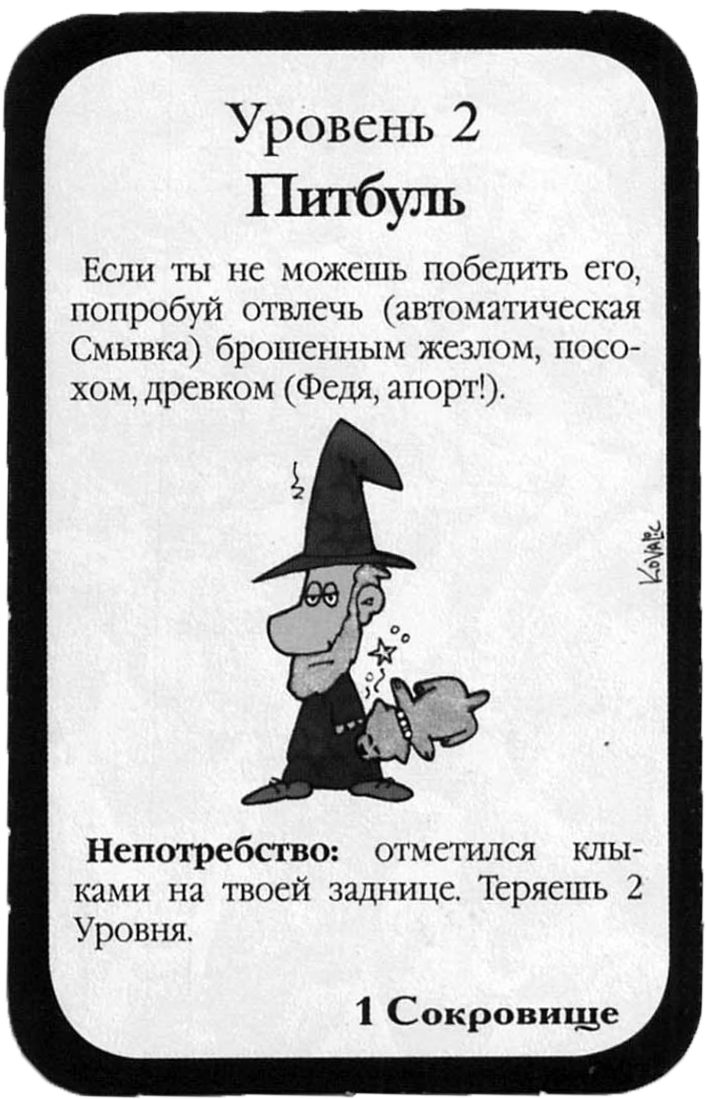 Уровень 2
Питбуль
Если ты не можешь победить его,
попробуй отвлечь (автоматическая
Смывка) брошенным жезлом, посо-
хом, древком (Федя, апорт!).
KOVALIC
Непотребство: отметился клы-
ками на твоей заднице. Теряешь 2
Уровня.
1 Сокровище